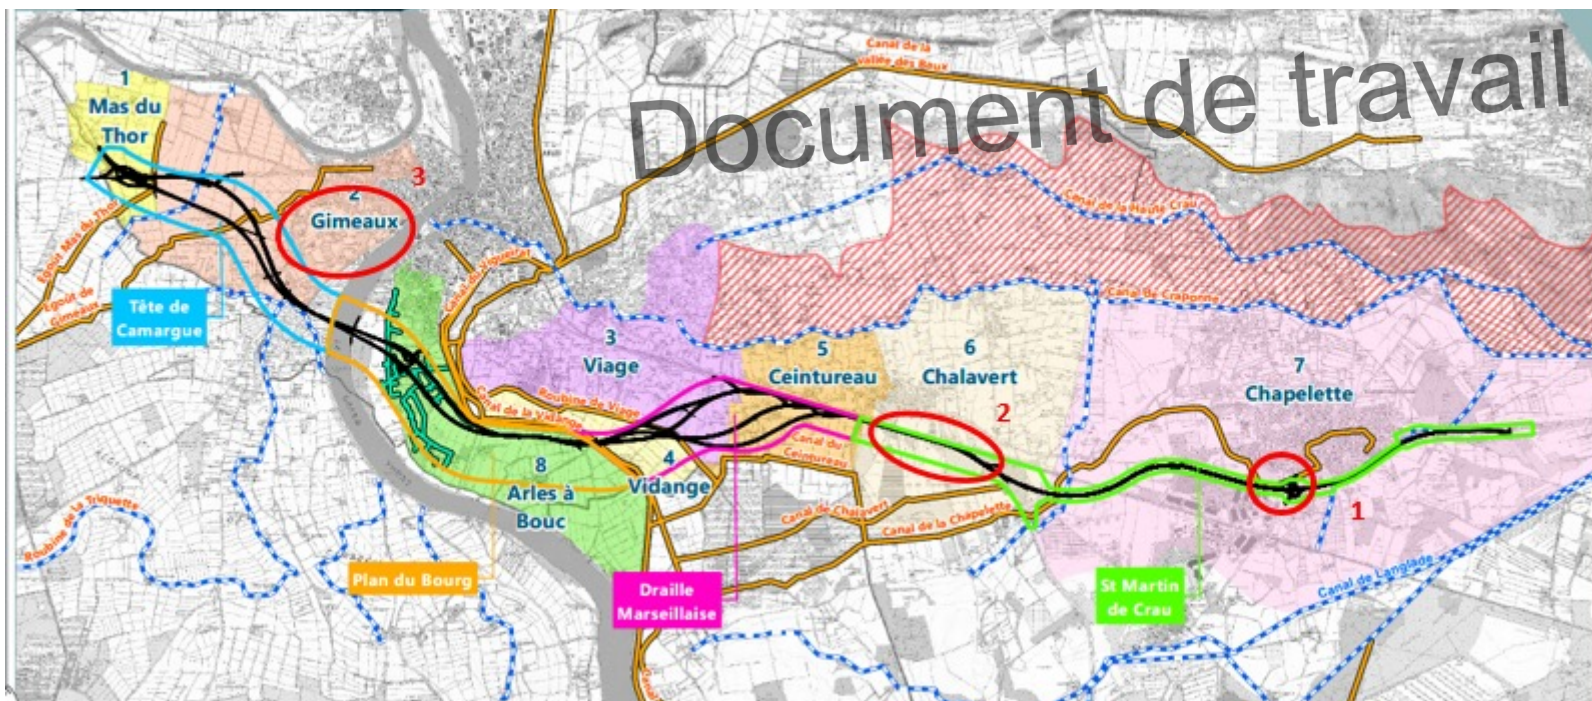 Document de travail
Canal de la
vallée des Baux
1
Mas du
Thor
3
2
Gimeaux
Canal de la Haute Crau
Egout Mas du Thor
Egout de
Gimeaux
Tête de
Camargue
Canal du Vigueirat
Canal de Craponne
3
Viage
5
Ceintureau
6
Chalavert
7
Chapelette
2
Roubine de Viage
Canal de la Vidange
Canal du
Ceintureau
4
Vidange
8
Arles à
Bouc
1
Canal de Chalavert
Canal de la Chapelette
Roubine de la Triquette
Plan du Bourg
Draille
Marseillaise
St Martin
de Crau
Canal de Langlade
Canal